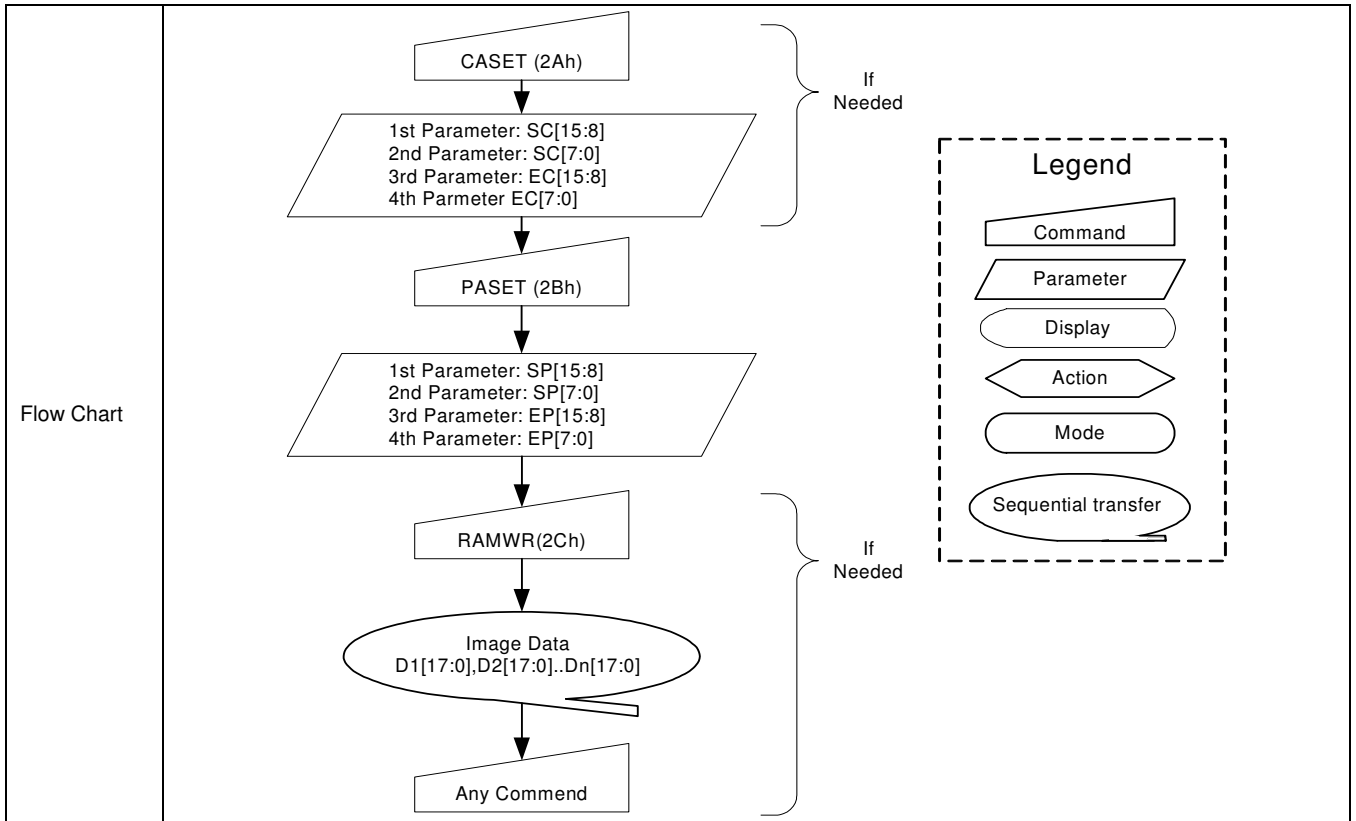 Flow Chart
CASET (2Ah)
1st Parameter: SC[15:8]
2nd Parameter: SC[7:0]
3rd Parameter: EC[15:8]
4th Parmeter EC[7:0]
If
Needed
PASET (2Bh)
1st Parameter: SP[15:8]
2nd Parameter: SP[7:0]
3rd Parameter: EP[15:8]
4th Parameter: EP[7:0]
RAMWR(2Ch)
Image Data
D1[17:0],D2[17:0]..Dn[17:0]
Any Commend
If
Needed
Legend
Command
Parameter
Display
Action
Mode
Sequential transfer